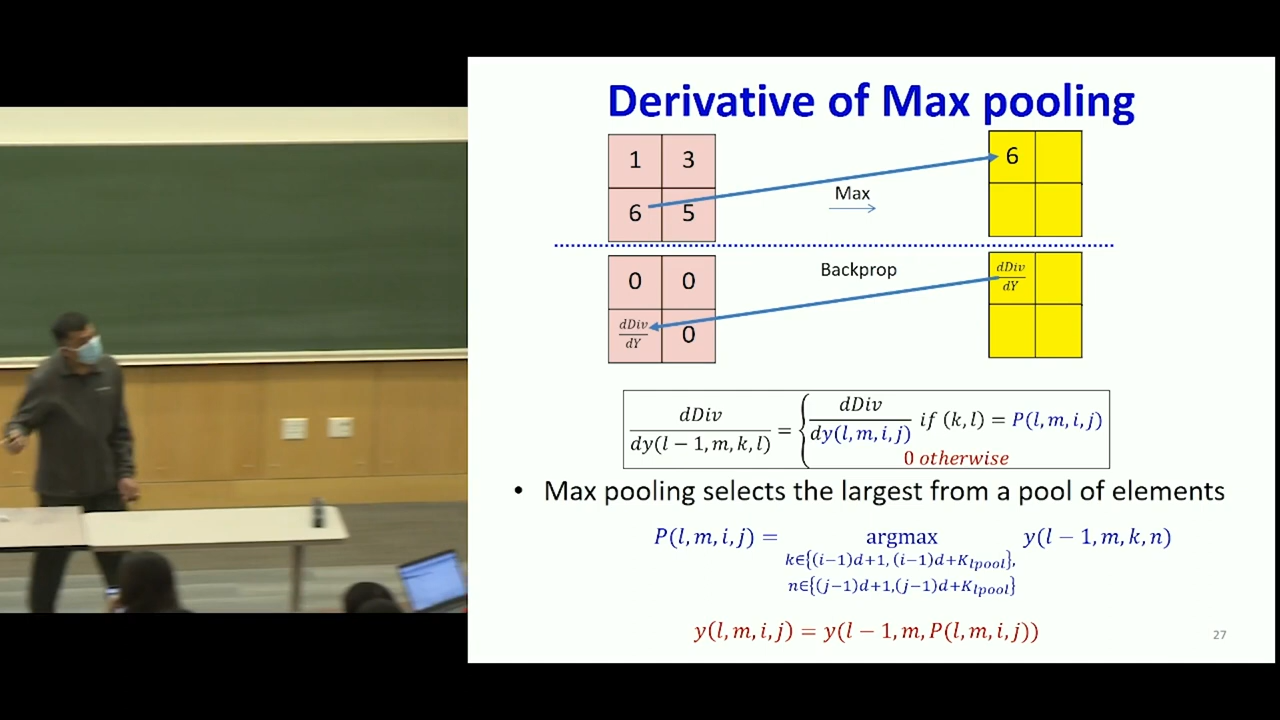 Derivative of Max pooling
1 3
6 5
Max
6
0 0
dDiv/dY 0
Backprop
dDiv/dY
dDiv/dy(l − 1, m, k, l) = { dDiv/dy(l, m, i, j) if (k, l) = P(l, m, i, j)
0 otherwise
• Max pooling selects the largest from a pool of elements
P(l, m, i, j) = argmax y(l − 1, m, k, n)
k∈{(i−1)d+1, (i−1)d+K_lpool},
n∈{(j−1)d+1,(j−1)d+K_lpool}
y(l, m, i, j) = y(l − 1, m, P(l, m, i, j))
27